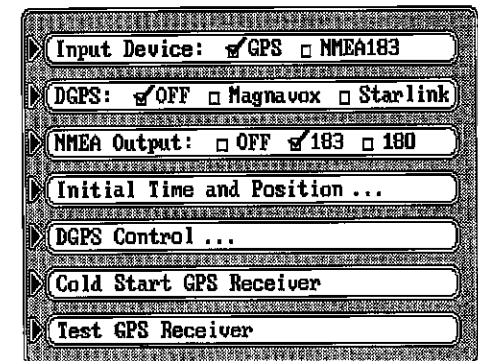 Input Device: ☑GPS □ NMEA183
DGPS: ☑OFF □ Magnavox □ Starlink
NMEA Output: □ OFF ☑183 □ 180
Initial Time and Position ...
DGPS Control ...
Cold Start GPS Receiver
Test GPS Receiver